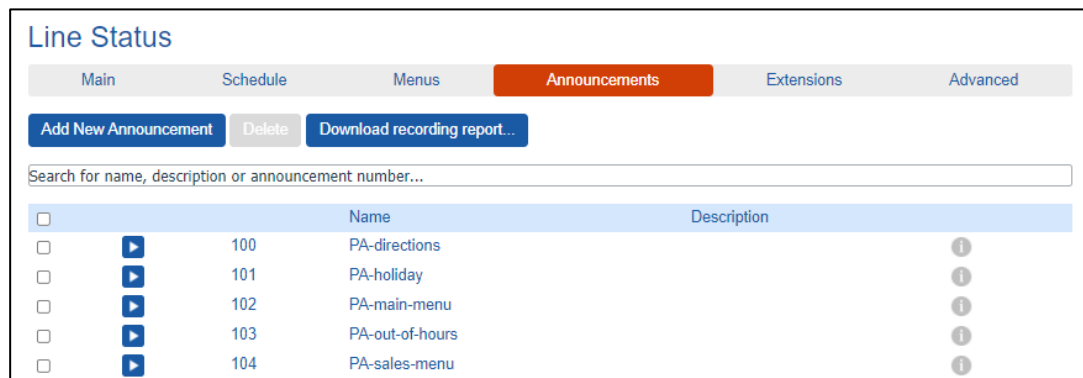 Line Status
Main Schedule Menus Announcements Extensions Advanced
Add New Announcement Delete Download recording report...
Search for name, description or announcement number...
Name Description
100 PA-directions
101 PA-holiday
102 PA-main-menu
103 PA-out-of-hours
104 PA-sales-menu